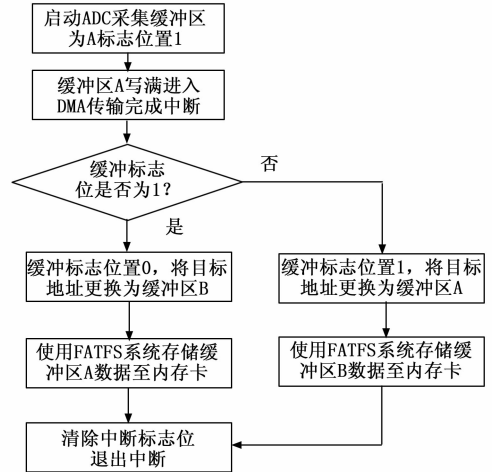 启动ADC采集缓冲区
为A标志位置1
缓冲区A写满进入
DMA传输完成中断
缓冲标志
位是否为1?
否
是
缓冲标志位置0，将目标
地址更换为缓冲区B
缓冲标志位置1，将目标
地址更换为缓冲区A
使用FATFS系统存储缓
冲区A数据至内存卡
使用FATFS系统存储缓
冲区B数据至内存卡
清除中断标志位
退出中断